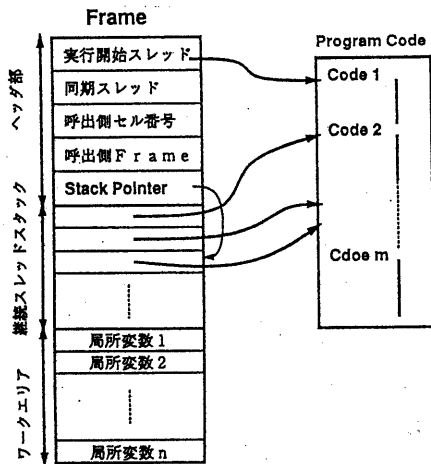 Frame
ヘッダ部
実行開始スレッド
同期スレッド
呼出側セル番号
呼出側Ｆｒａｍｅ
Stack Pointer
継続スレッドスタック
ワークエリア
局所変数1
局所変数2
局所変数n
Program Code
Code 1
Code 2
Cdoe m